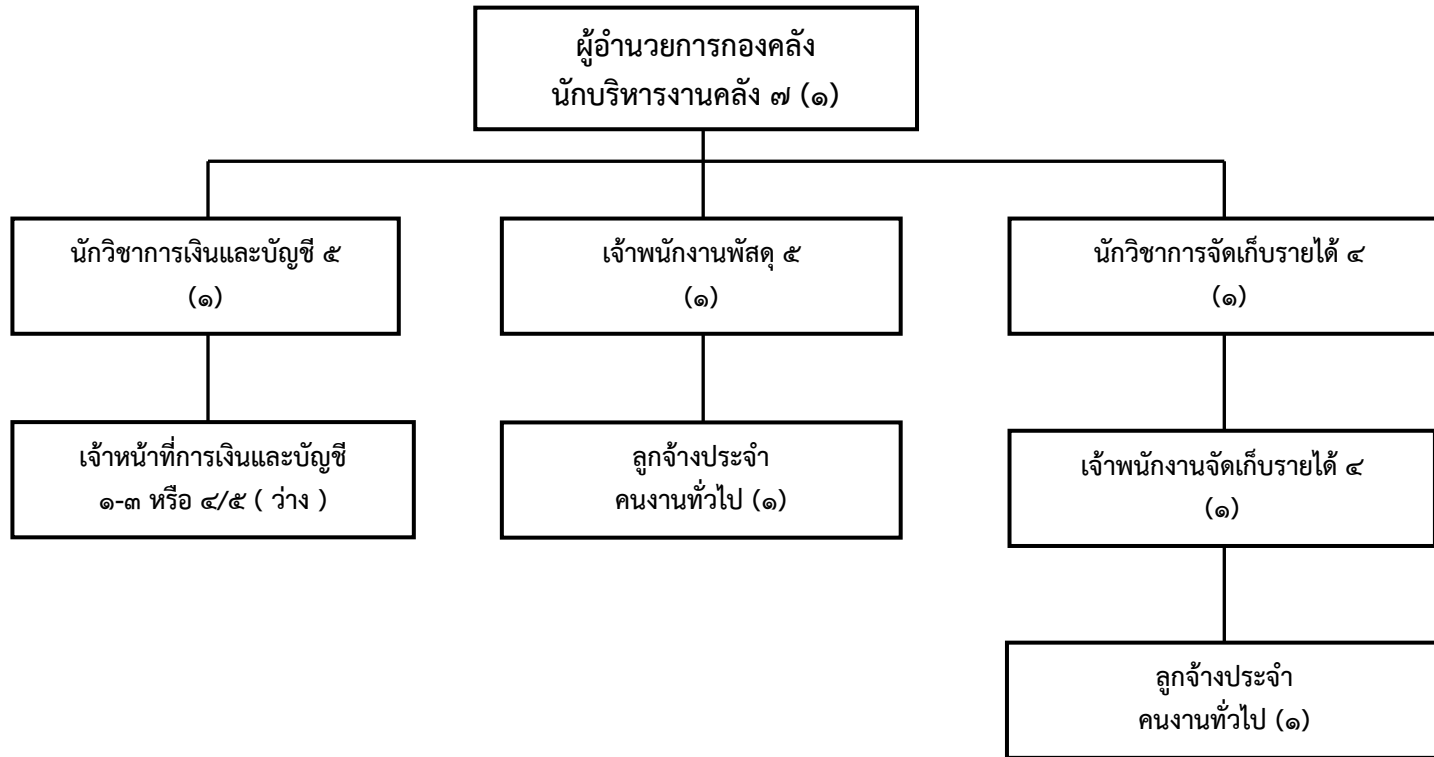 ผู้อำนวยการกองคลัง
นักบริหารงานคลัง ๗ (๑)
นักวิชาการเงินและบัญชี ๕
(๑)
เจ้าพนักงานพัสดุ ๕
(๑)
นักวิชาการจัดเก็บรายได้ ๔
(๑)
เจ้าหน้าที่การเงินและบัญชี
๑-๓ หรือ ๔/๕ ( ว่าง )
ลูกจ้างประจำ
คนงานทั่วไป (๑)
เจ้าพนักงานจัดเก็บรายได้ ๔
(๑)
ลูกจ้างประจำ
คนงานทั่วไป (๑)